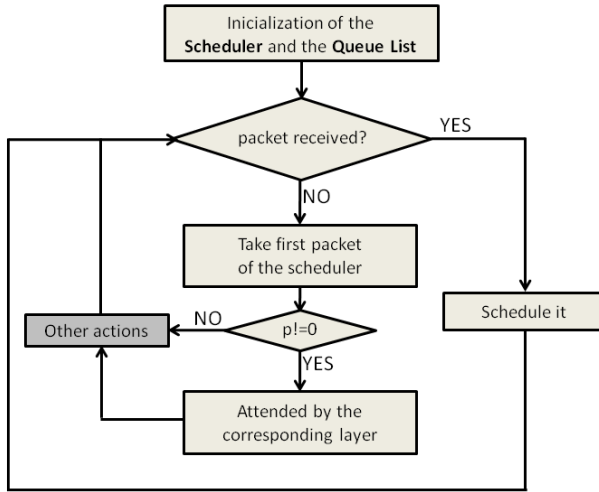 Inicialization of the
Scheduler and the Queue List
packet received?
YES
NO
Take first packet
of the scheduler
Schedule it
Other actions
NO
p!=0
YES
Attended by the
corresponding layer